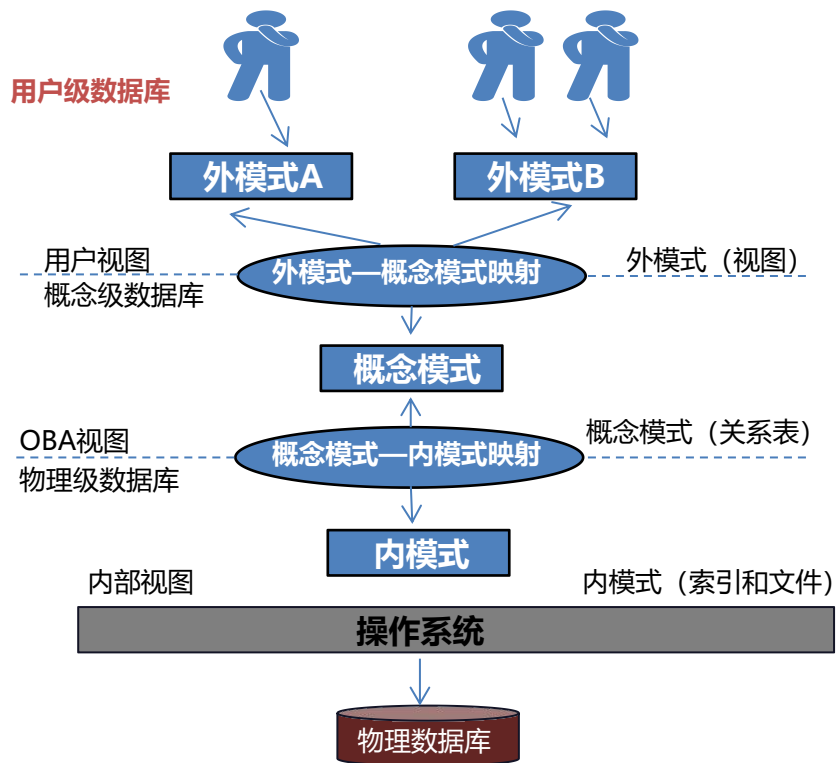 用户级数据库
外模式A
外模式B
用户视图
外模式—概念模式映射
外模式（视图）
概念级数据库
概念模式
OBA视图
概念模式—内模式映射
概念模式（关系表）
物理级数据库
内模式
内部视图
内模式（索引和文件）
操作系统
物理数据库